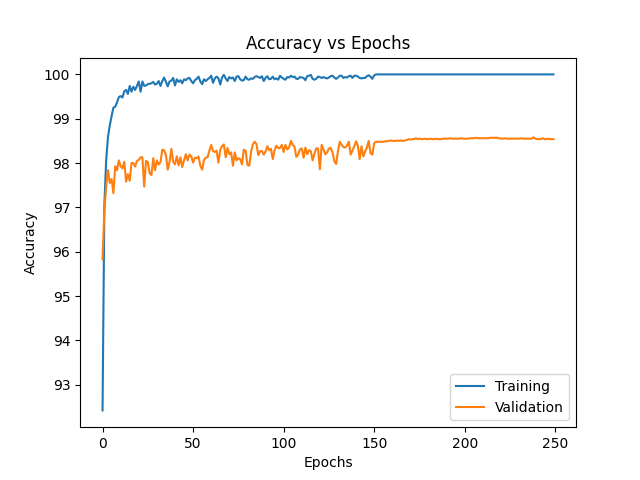 Accuracy vs Epochs
Accuracy
100
99
98
97
96
95
94
93
0
50
100
150
200
250
Epochs
Training
Validation